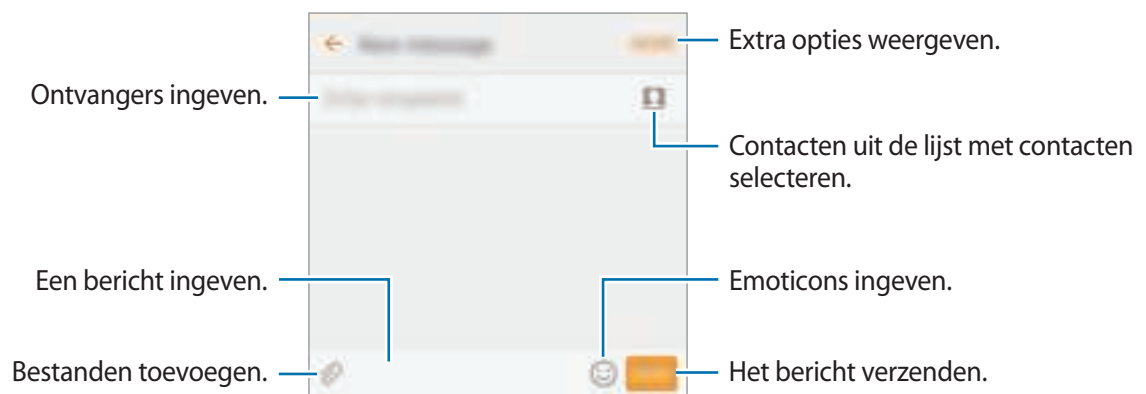 Extra opties weergeven.
Ontvangers ingeven.
Contacten uit de lijst met contacten
selecteren.
Een bericht ingeven.
Emoticons ingeven.
Bestanden toevoegen.
Het bericht verzenden.